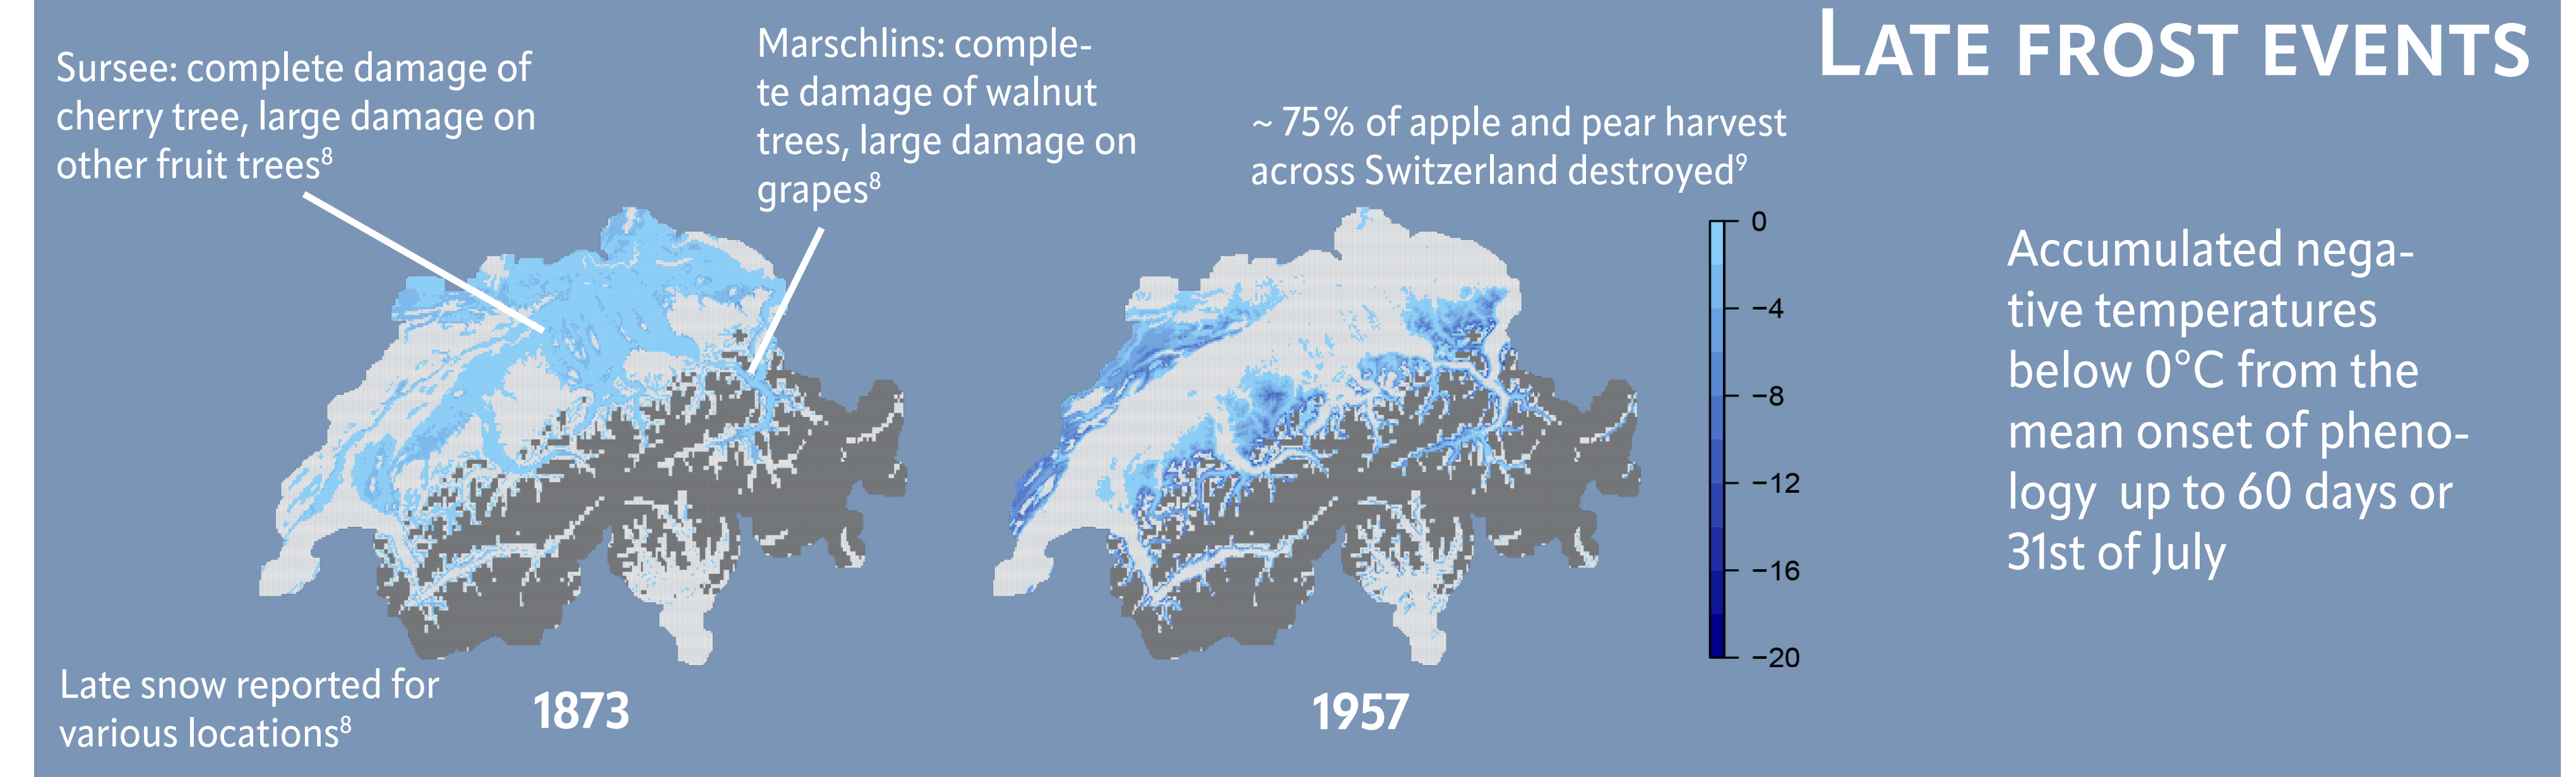 LATE FROST EVENTS
Sursee: complete damage of
cherry tree, large damage on
other fruit trees⁸
Marschlins: comple-
te damage of walnut
trees, large damage on
grapes⁸
~ 75% of apple and pear harvest
across Switzerland destroyed⁹
0
−4
−8
−12
−16
−20
Accumulated nega-
tive temperatures
below 0°C from the
mean onset of pheno-
logy up to 60 days or
31st of July
Late snow reported for
various locations⁸
1873
1957